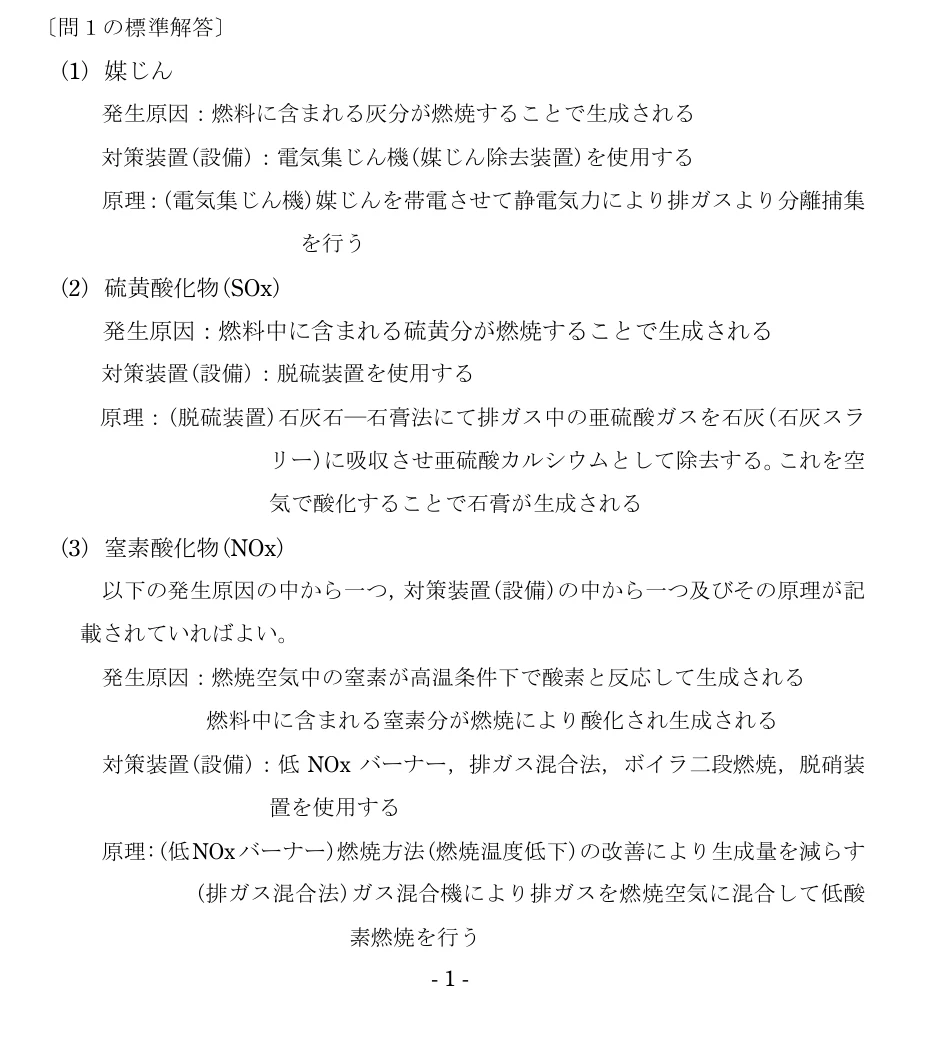 〔問１の標準解答〕
(1) 媒じん
発生原因：燃料に含まれる灰分が燃焼することで生成される
対策装置(設備)：電気集じん機(媒じん除去装置)を使用する
原理：(電気集じん機)媒じんを帯電させて静電気力により排ガスより分離捕集
を行う
(2) 硫黄酸化物(SOx)
発生原因：燃料中に含まれる硫黄分が燃焼することで生成される
対策装置(設備)：脱硫装置を使用する
原理：(脱硫装置)石灰石―石膏法にて排ガス中の亜硫酸ガスを石灰(石灰スラ
リー)に吸収させ亜硫酸カルシウムとして除去する。これを空
気で酸化することで石膏が生成される
(3) 窒素酸化物(NOx)
以下の発生原因の中から一つ，対策装置(設備)の中から一つ及びその原理が記
載されていればよい。
発生原因：燃焼空気中の窒素が高温条件下で酸素と反応して生成される
燃料中に含まれる窒素分が燃焼により酸化され生成される
対策装置(設備)：低 NOx バーナー，排ガス混合法，ボイラ二段燃焼，脱硝装
置を使用する
原理：(低NOxバーナー)燃焼方法(燃焼温度低下)の改善により生成量を減らす
(排ガス混合法)ガス混合機により排ガスを燃焼空気に混合して低酸
素燃焼を行う
- 1 -